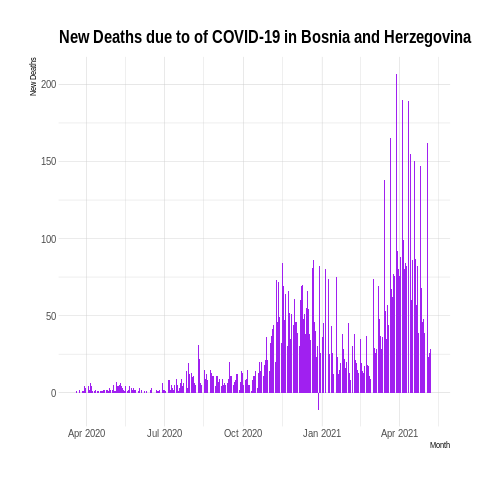 New Deaths due to of COVID-19 in Bosnia and Herzegovina
New Deaths
200
150
100
50
0
Apr 2020 Jul 2020 Oct 2020 Jan 2021 Apr 2021
Month